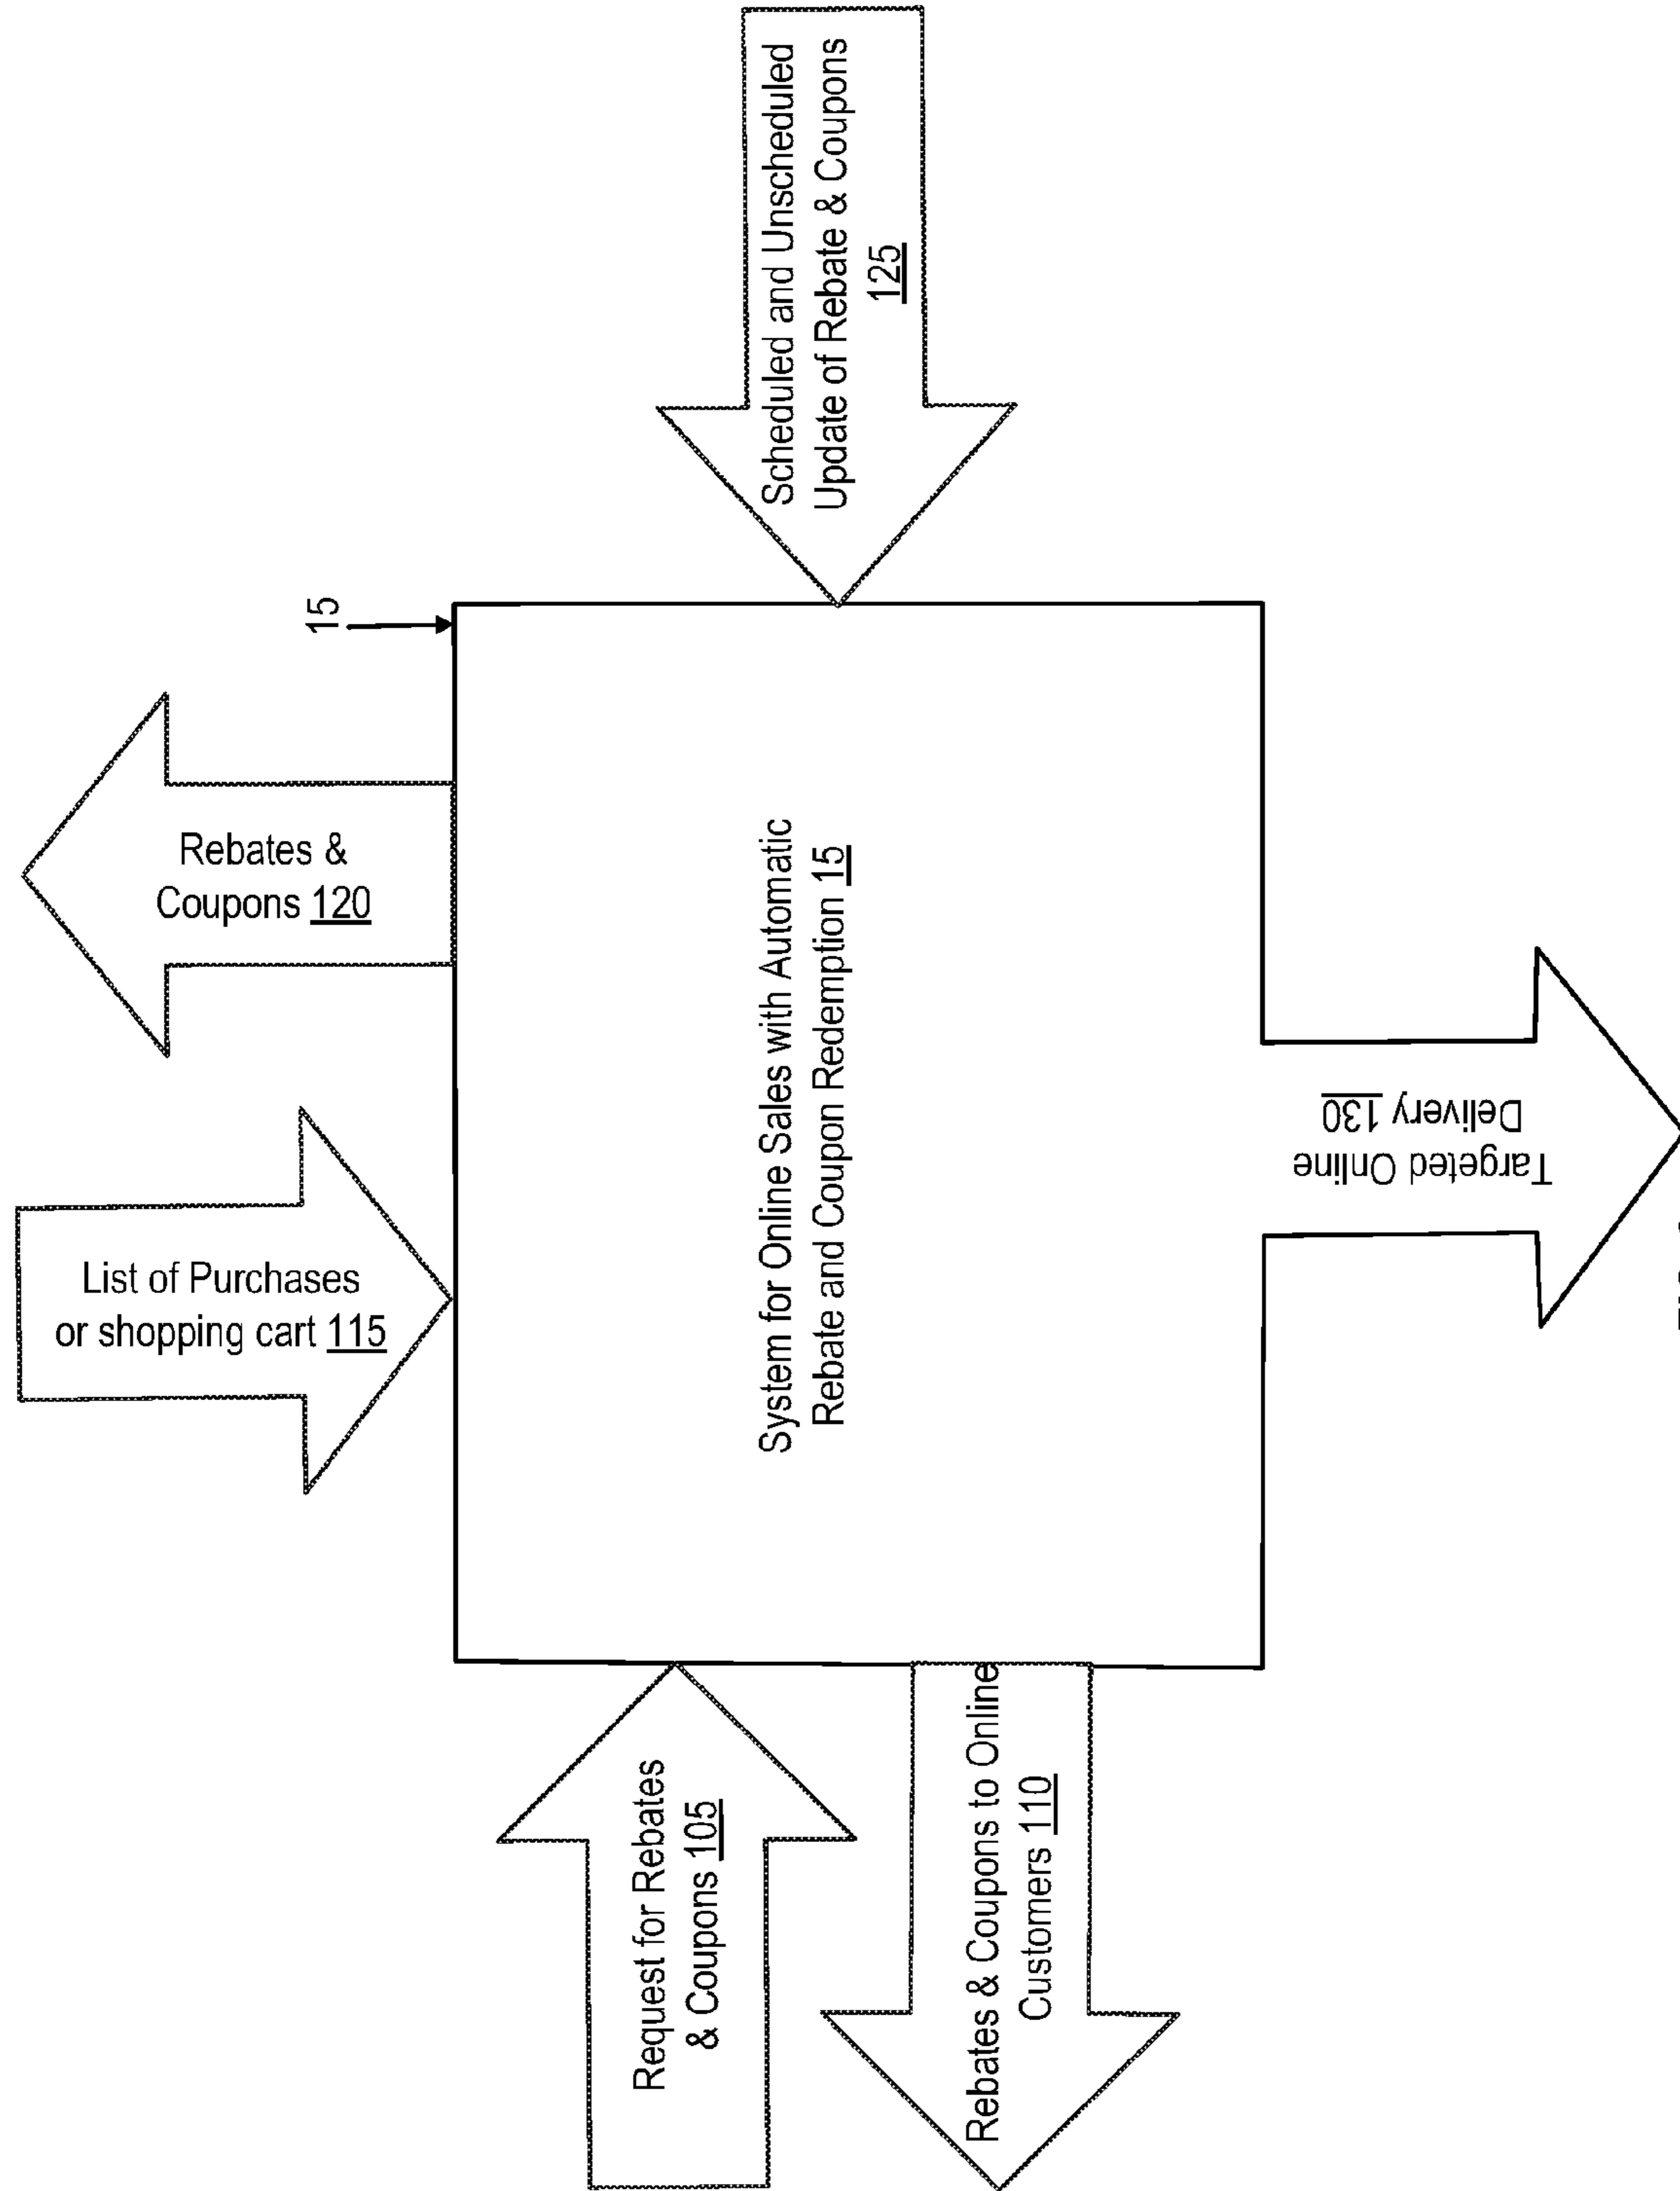 List of Purchases
or shopping cart 115
Rebates &
Coupons 120
15
Request for Rebates
& Coupons 105
Rebates & Coupons to Online
Customers 110
System for Online Sales with Automatic
Rebate and Coupon Redemption 15
Scheduled and Unscheduled
Update of Rebate & Coupons
125
Targeted Online
Delivery 130